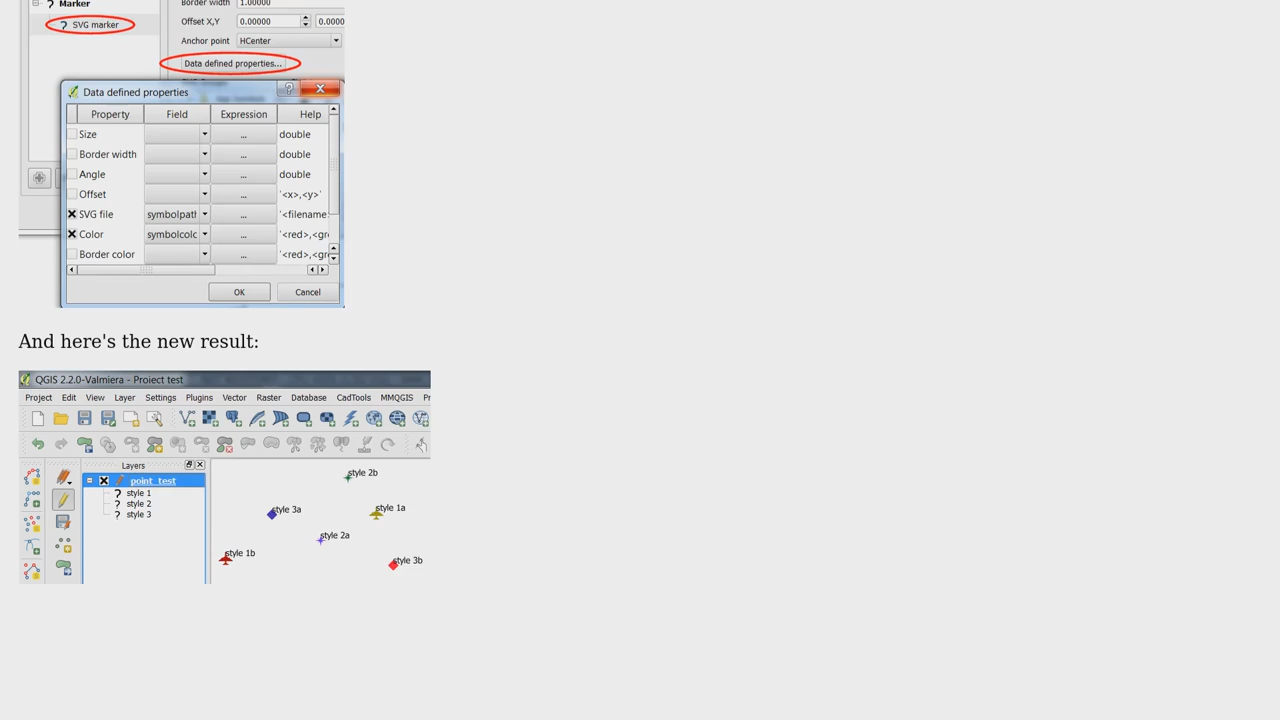 Marker
Border width 1.00000
SVG marker
Offset X,Y 0.00000 0.0000
Anchor point HCenter
Data defined properties...
Data defined properties
Property Field Expression Help
Size ... double
Border width ... double
Angle ... double
Offset ... '<x>,<y>'
SVG file symbolpath ... '<filename
Color symbolcolo ... '<red>,<gre
Border color ... '<red>,<gre
OK Cancel
And here's the new result:
QGIS 2.2.0-Valmiera - Project test
Project Edit View Layer Settings Plugins Vector Raster Database CadTools MMQGIS Pr
Layers
point_test
style 1
style 2
style 3
style 2b
style 3a
style 1a
style 2a
style 1b
style 3b